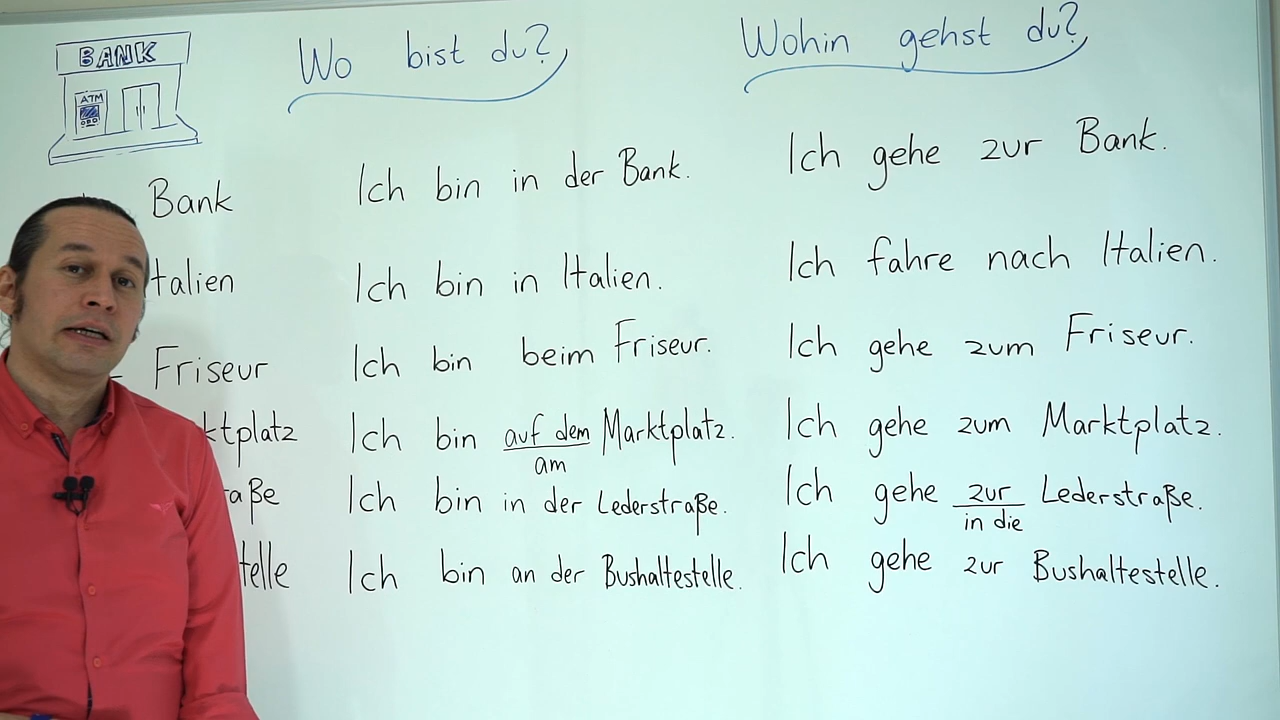 BANK
ATM
Wo bist du?
Wohin gehst du?
Bank
Ich bin in der Bank.
Ich gehe zur Bank.
talien
Ich bin in Italien.
Ich fahre nach Italien.
Friseur
Ich bin beim Friseur.
Ich gehe zum Friseur.
ktplatz
Ich bin auf dem Marktplatz.
am
Ich gehe zum Marktplatz.
aße
Ich bin in der Lederstraße.
Ich gehe zur Lederstraße.
in die
telle
Ich bin an der Bushaltestelle.
Ich gehe zur Bushaltestelle.